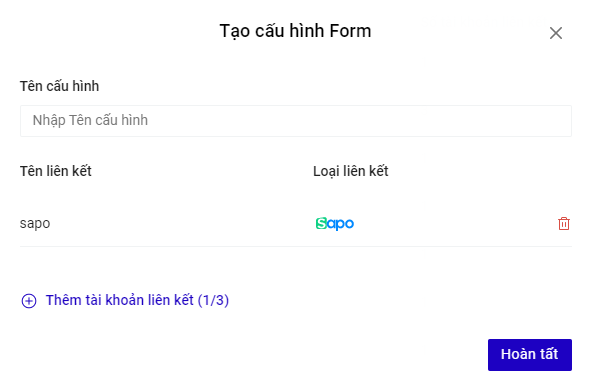 Tạo cấu hình Form
Tên cấu hình
Nhập Tên cấu hình
Tên liên kết Loại liên kết
sapo Sapo
Thêm tài khoản liên kết (1/3)
Hoàn tất